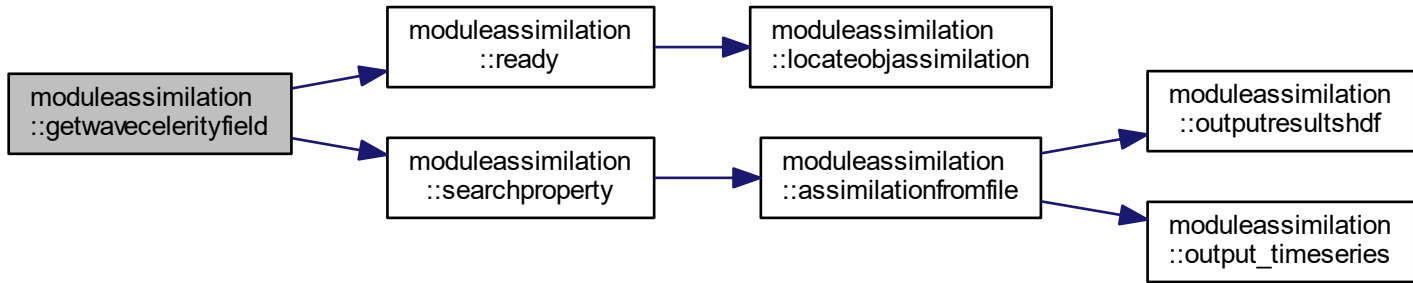 moduleassimilation
::getwavecelerityfield
moduleassimilation
::ready
moduleassimilation
::locateobjassimilation
moduleassimilation
::searchproperty
moduleassimilation
::assimilationfromfile
moduleassimilation
::outputresultshdf
moduleassimilation
::output_timeseries